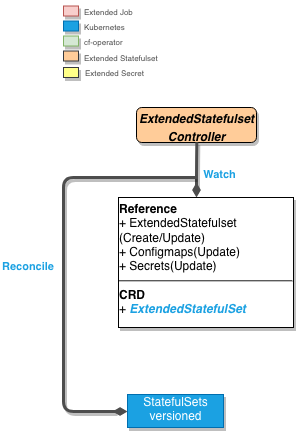 Extended Job
Kubernetes
cf-operator
Extended Statefulset
Extended Secret
ExtendedStatefulset
Controller
Watch
Reference
+ ExtendedStatefulset
(Create/Update)
+ Configmaps(Update)
+ Secrets(Update)
Reconcile
CRD
+ ExtendedStatefulSet
StatefulSets
versioned